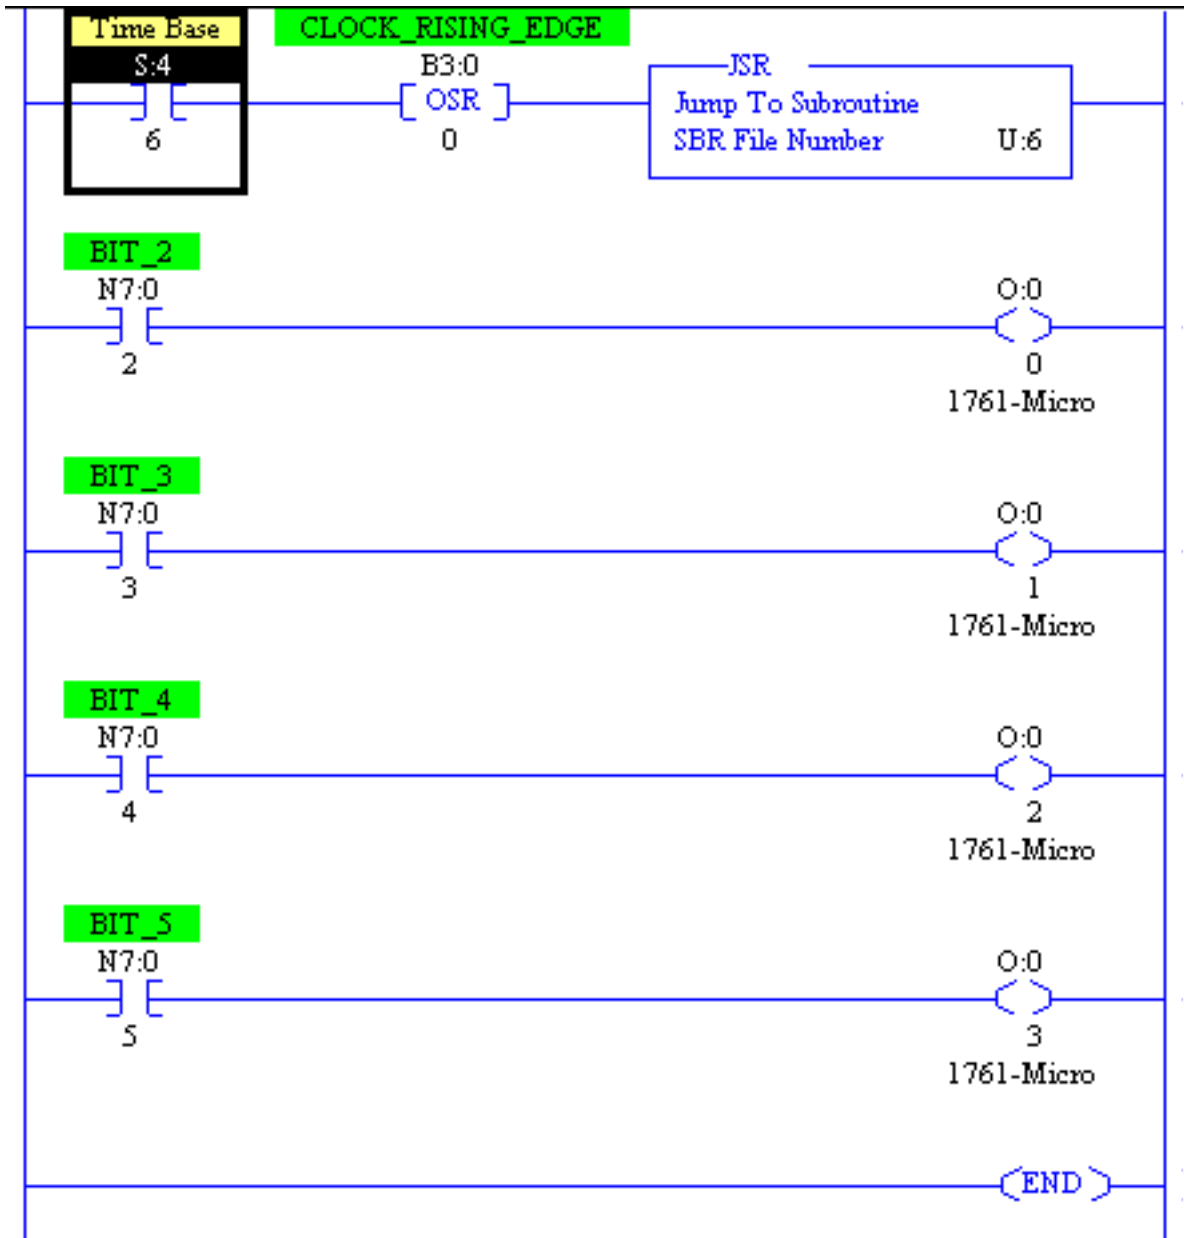 Time Base CLOCK_RISING_EDGE
S:4 B3:0 JSR
OSR Jump To Subroutine
6 0 SBR File Number U:6
BIT_2
N7:0 O:0
2 0
1761-Micro
BIT_3
N7:0 O:0
3 1
1761-Micro
BIT_4
N7:0 O:0
4 2
1761-Micro
BIT_5
N7:0 O:0
5 3
1761-Micro
END